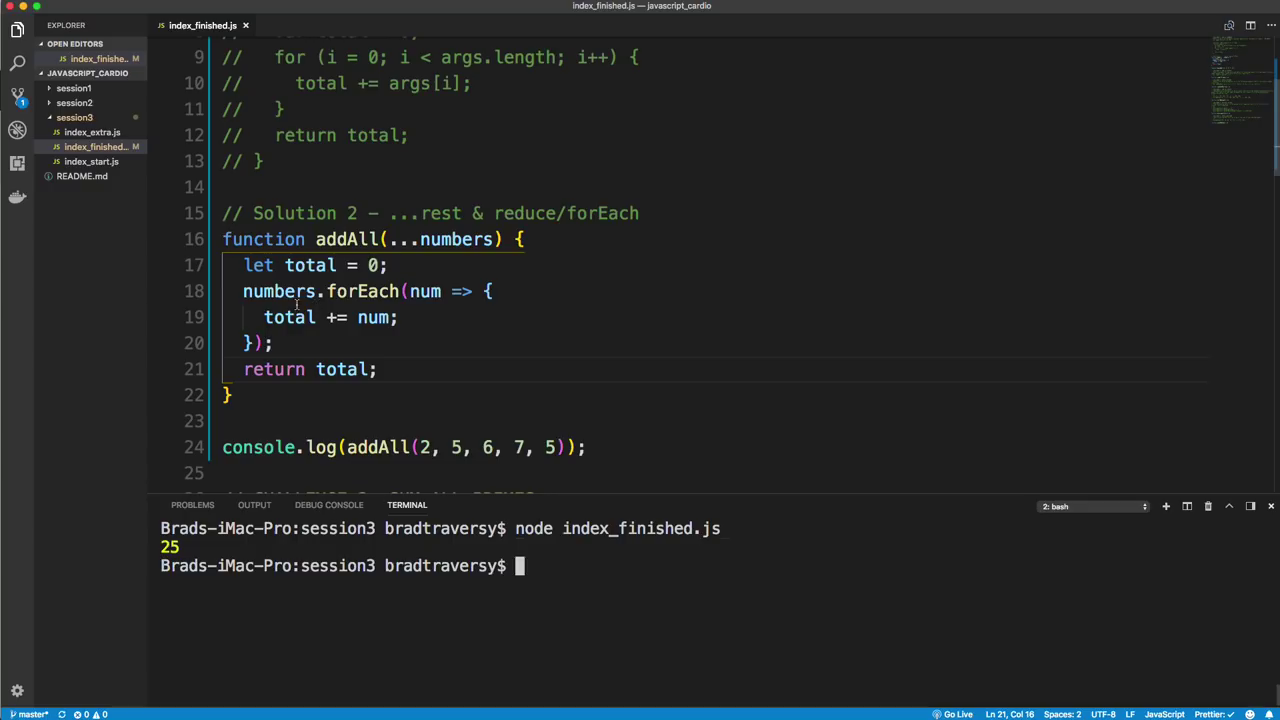 index_finished.js — javascript_cardio
EXPLORER
index_finished.js ×
OPEN EDITORS
index_finishe.. M
JAVASCRIPT_CARDIO
session1
session2
session3
index_extra.js
index_finished... M
index_start.js
README.md
1
9 //   for (i = 0; i < args.length; i++) {
10 //     total += args[i];
11 //   }
12 //   return total;
13 // }
14
15 // Solution 2 - ...rest & reduce/forEach
16 function addAll(...numbers) {
17   let total = 0;
18   numbers.forEach(num => {
19     total += num;
20   });
21   return total;
22 }
23
24 console.log(addAll(2, 5, 6, 7, 5));
25
PROBLEMS OUTPUT DEBUG CONSOLE TERMINAL 2: bash
Brads-iMac-Pro:session3 bradtraversy$ node index_finished.js
25
Brads-iMac-Pro:session3 bradtraversy$
master* 0 0 Go Live Ln 21, Col 16 Spaces: 2 UTF-8 LF JavaScript Prettier: ✓